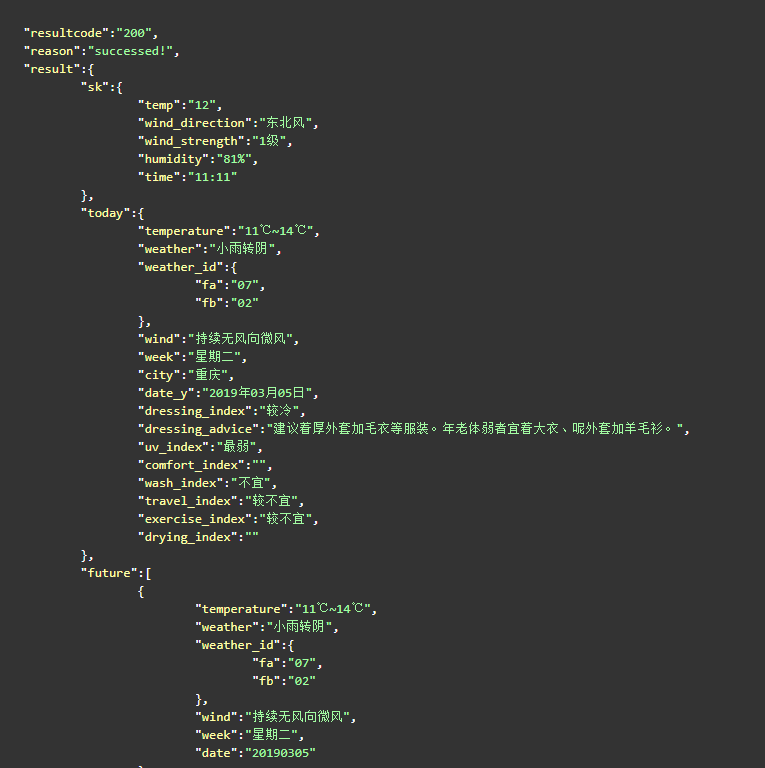 "resultcode":"200",
"reason":"successed!",
"result":{
"sk":{
"temp":"12",
"wind_direction":"东北风",
"wind_strength":"1级",
"humidity":"81%",
"time":"11:11"
},
"today":{
"temperature":"11℃~14℃",
"weather":"小雨转阴",
"weather_id":{
"fa":"07",
"fb":"02"
},
"wind":"持续无风向微风",
"week":"星期二",
"city":"重庆",
"date_y":"2019年03月05日",
"dressing_index":"较冷",
"dressing_advice":"建议着厚外套加毛衣等服装。年老体弱者宜着大衣、呢外套加羊毛衫。",
"uv_index":"最弱",
"comfort_index":"",
"wash_index":"不宜",
"travel_index":"较不宜",
"exercise_index":"较不宜",
"drying_index":""
},
"future":[
{
"temperature":"11℃~14℃",
"weather":"小雨转阴",
"weather_id":{
"fa":"07",
"fb":"02"
},
"wind":"持续无风向微风",
"week":"星期二",
"date":"20190305"